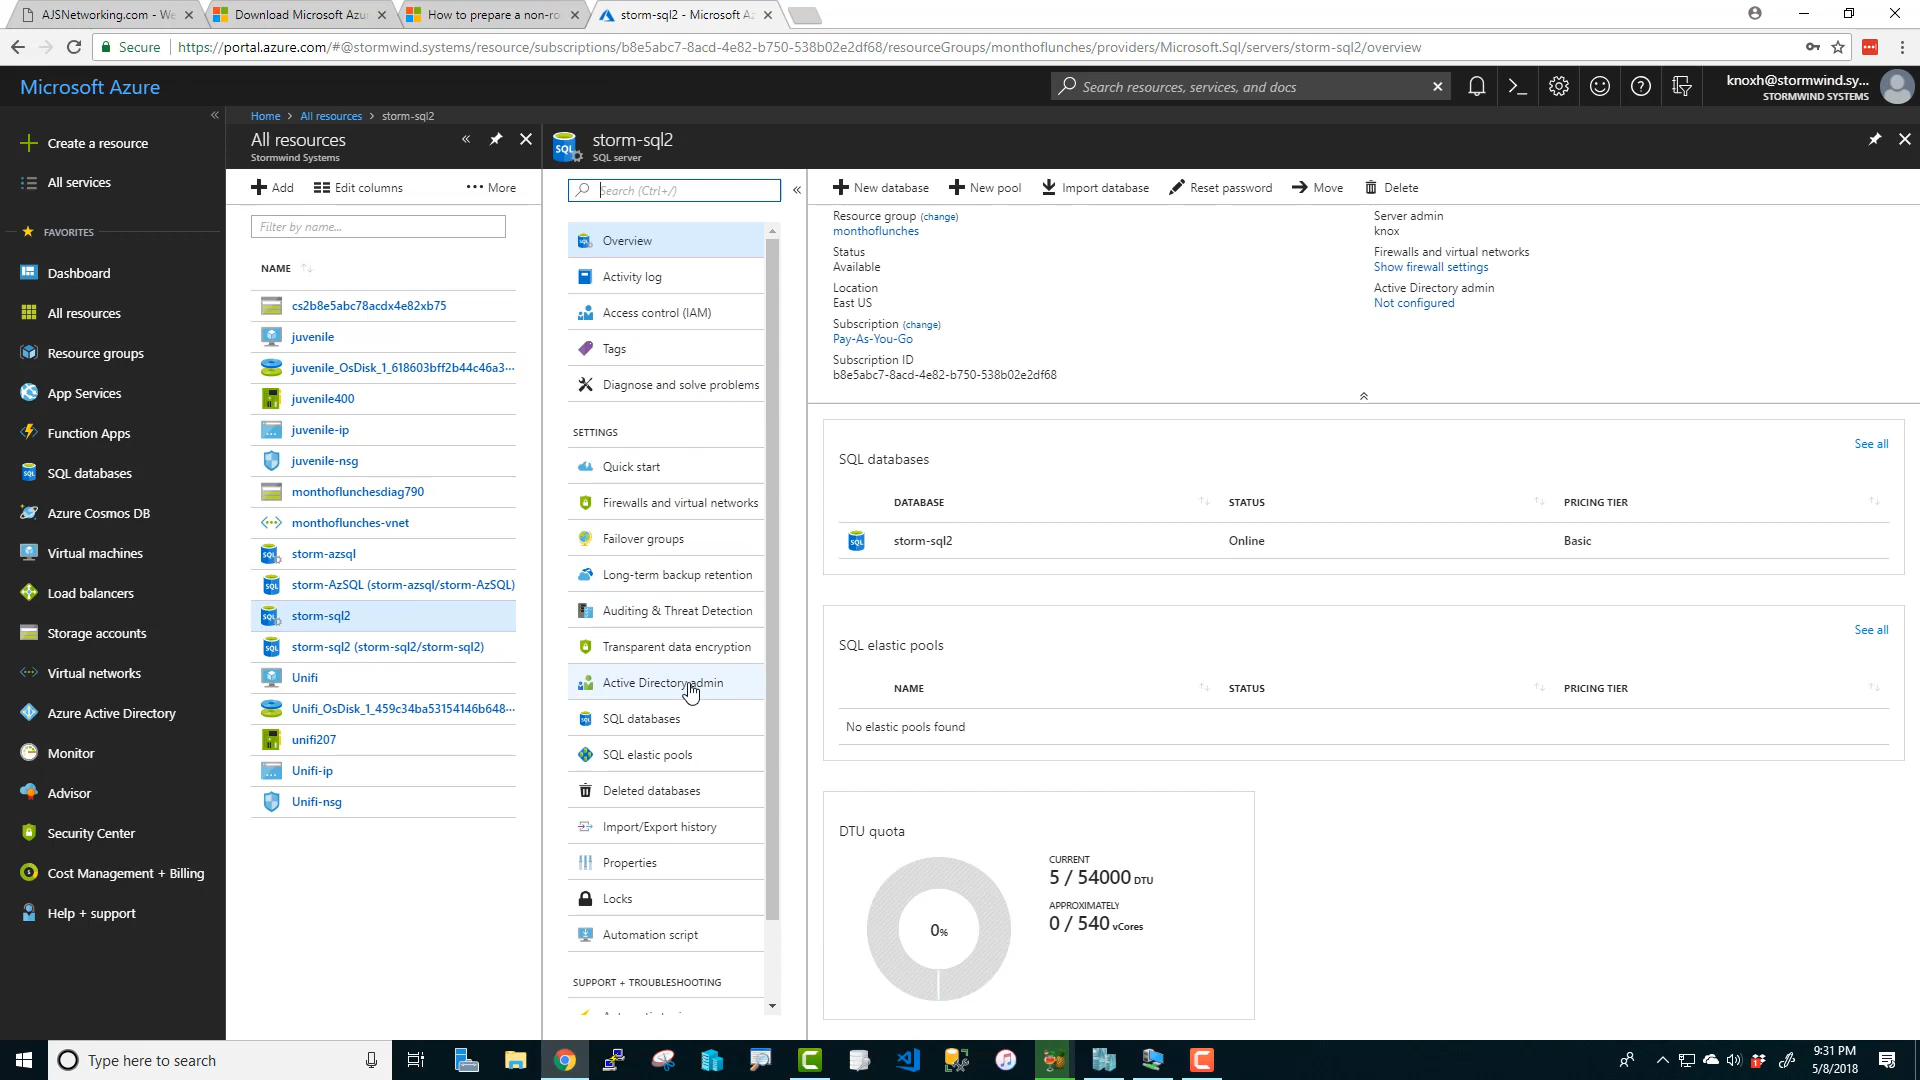 AJSNetworking.com - We
Download Microsoft Azu
How to prepare a non-ro
storm-sql2 - Microsoft Az
Secure
https://portal.azure.com/#@stormwind.systems/resource/subscriptions/b8e5abc7-8acd-4e82-b750-538b02e2df68/resourceGroups/monthoflunches/providers/Microsoft.Sql/servers/storm-sql2/overview
Microsoft Azure
Search resources, services, and docs
knoxh@stormwind.sy...
STORMWIND SYSTEMS
Create a resource
All services
FAVORITES
Dashboard
All resources
Resource groups
App Services
Function Apps
SQL databases
Azure Cosmos DB
Virtual machines
Load balancers
Storage accounts
Virtual networks
Azure Active Directory
Monitor
Advisor
Security Center
Cost Management + Billing
Help + support
Home > All resources > storm-sql2
All resources
Stormwind Systems
Add
Edit columns
More
Filter by name...
NAME
cs2b8e5abc78acdx4e82xb75
juvenile
juvenile_OsDisk_1_618603bff2b44c46a3...
juvenile400
juvenile-ip
juvenile-nsg
monthoflunchesdiag790
monthoflunches-vnet
storm-azsql
storm-AzSQL (storm-azsql/storm-AzSQL)
storm-sql2
storm-sql2 (storm-sql2/storm-sql2)
Unifi
Unifi_OsDisk_1_459c34ba53154146b648...
unifi207
Unifi-ip
Unifi-nsg
storm-sql2
SQL server
Search (Ctrl+/)
Overview
Activity log
Access control (IAM)
Tags
Diagnose and solve problems
SETTINGS
Quick start
Firewalls and virtual networks
Failover groups
Long-term backup retention
Auditing & Threat Detection
Transparent data encryption
Active Directory admin
SQL databases
SQL elastic pools
Deleted databases
Import/Export history
Properties
Locks
Automation script
SUPPORT + TROUBLESHOOTING
New database
New pool
Import database
Reset password
Move
Delete
Resource group (change)
monthoflunches
Status
Available
Location
East US
Subscription (change)
Pay-As-You-Go
Subscription ID
b8e5abc7-8acd-4e82-b750-538b02e2df68
Server admin
knox
Firewalls and virtual networks
Show firewall settings
Active Directory admin
Not configured
See all
SQL databases
DATABASE
STATUS
PRICING TIER
storm-sql2
Online
Basic
See all
SQL elastic pools
NAME
STATUS
PRICING TIER
No elastic pools found
DTU quota
0%
CURRENT
5 / 54000 DTU
APPROXIMATELY
0 / 540 vCores
Type here to search
9:31 PM
5/8/2018